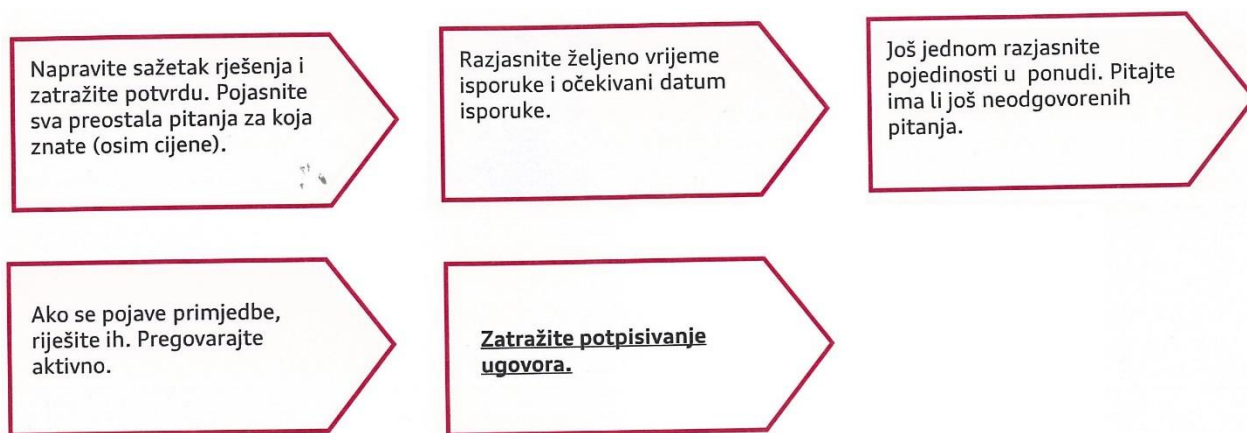 Napravite sažetak rješenja i
zatražite potvrdu. Pojasnite
sva preostala pitanja za koja
znate (osim cijene).
Razjasnite željeno vrijeme
isporuke i očekivani datum
isporuke.
Još jednom razjasnite
pojedinosti u ponudi. Pitajte
ima li još neodgovorenih
pitanja.
Ako se pojave primjedbe,
riješite ih. Pregovarajte
aktivno.
Zatražite potpisivanje
ugovora.